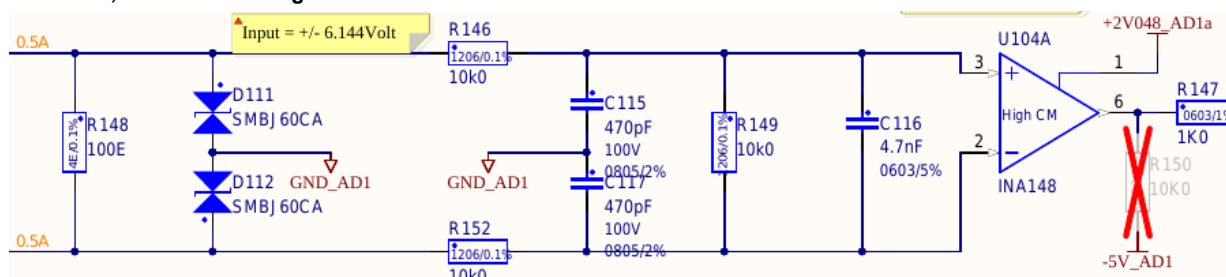 Input = +/- 6.144Volt
0.5A
R146
1206/0.1%
10k0
+2V048_AD1a
U104A
3
1
High CM
6
2
INA148
R147
0603/1%
1K0
D111
SMBJ60CA
R148
100E
4E/0.1%
GND_AD1
GND_AD1
C115
470pF
100V
0805/2%
R149
1206/0.1%
10k0
C116
4.7nF
0603/5%
D112
SMBJ60CA
C117
470pF
100V
0805/2%
R150
10K0
0.5A
R152
1206/0.1%
10k0
-5V_AD1